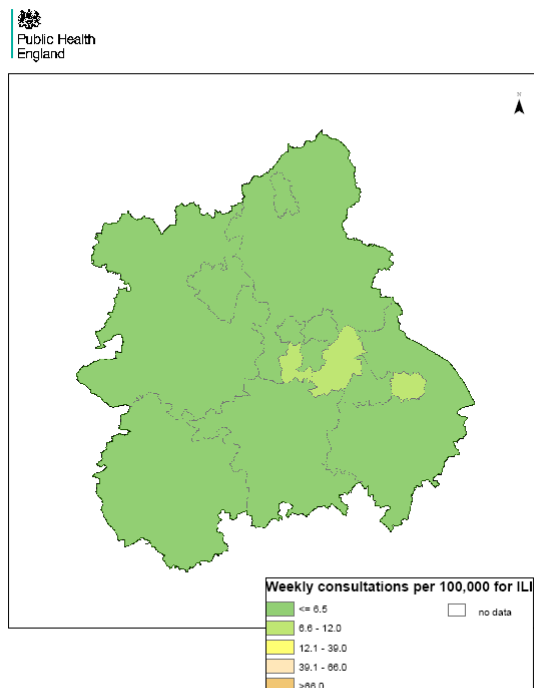 Public Health
England
N
Weekly consultations per 100,000 for ILI
<= 6.5
no data
6.6 - 12.0
12.1 - 39.0
39.1 - 66.0
>66.0